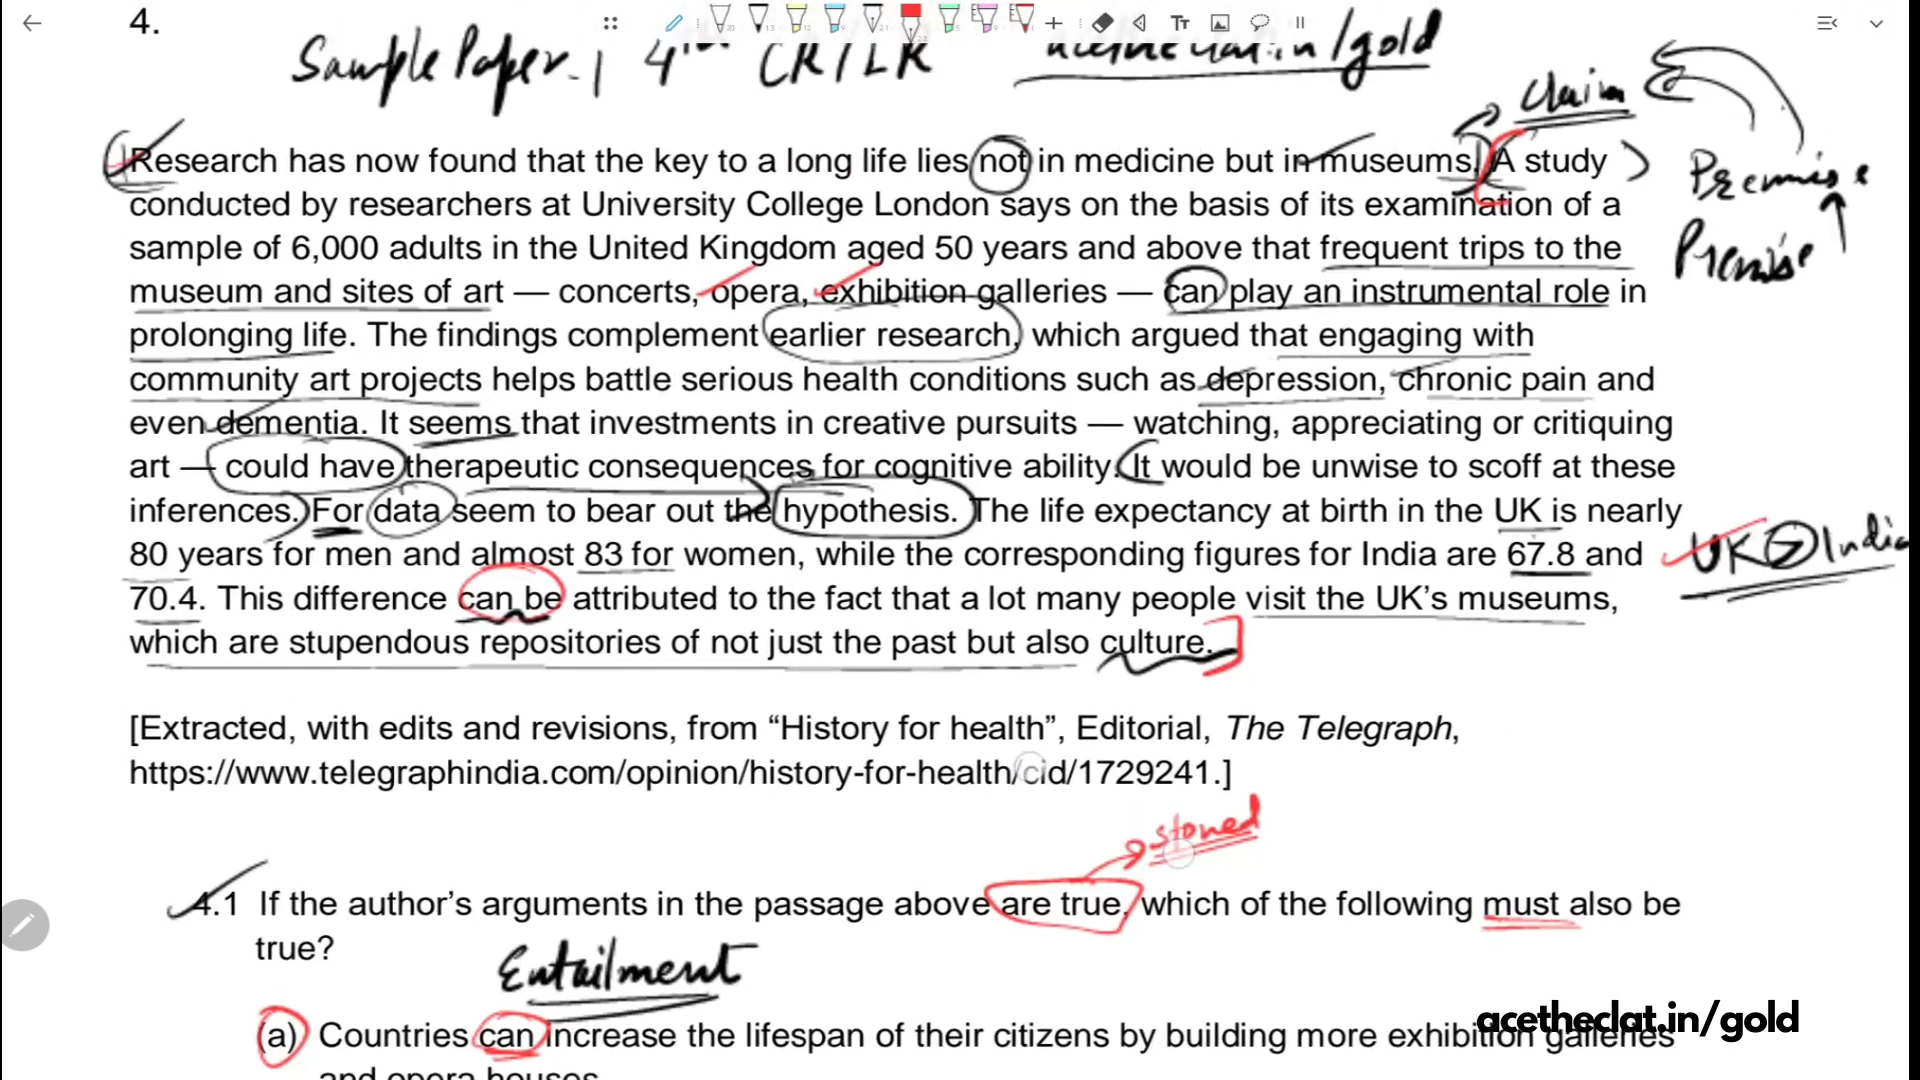 4.
Sample Paper-1 4th CR/LR acetheclat.in/gold
Claim
Research has now found that the key to a long life lies not in medicine but in museums. A study
Premise
conducted by researchers at University College London says on the basis of its examination of a
sample of 6,000 adults in the United Kingdom aged 50 years and above that frequent trips to the
Premise
museum and sites of art — concerts, opera, exhibition galleries — can play an instrumental role in
prolonging life. The findings complement earlier research, which argued that engaging with
community art projects helps battle serious health conditions such as depression, chronic pain and
even dementia. It seems that investments in creative pursuits — watching, appreciating or critiquing
art — could have therapeutic consequences for cognitive ability. It would be unwise to scoff at these
inferences. For data seem to bear out the hypothesis. The life expectancy at birth in the UK is nearly
80 years for men and almost 83 for women, while the corresponding figures for India are 67.8 and
UK > India
70.4. This difference can be attributed to the fact that a lot many people visit the UK’s museums,
which are stupendous repositories of not just the past but also culture.
[Extracted, with edits and revisions, from “History for health”, Editorial, The Telegraph,
https://www.telegraphindia.com/opinion/history-for-health/cid/1729241.]
stoned
4.1 If the author’s arguments in the passage above are true, which of the following must also be
true?
Entailment
acetheclat.in/gold
(a) Countries can increase the lifespan of their citizens by building more exhibition galleries
and opera houses.